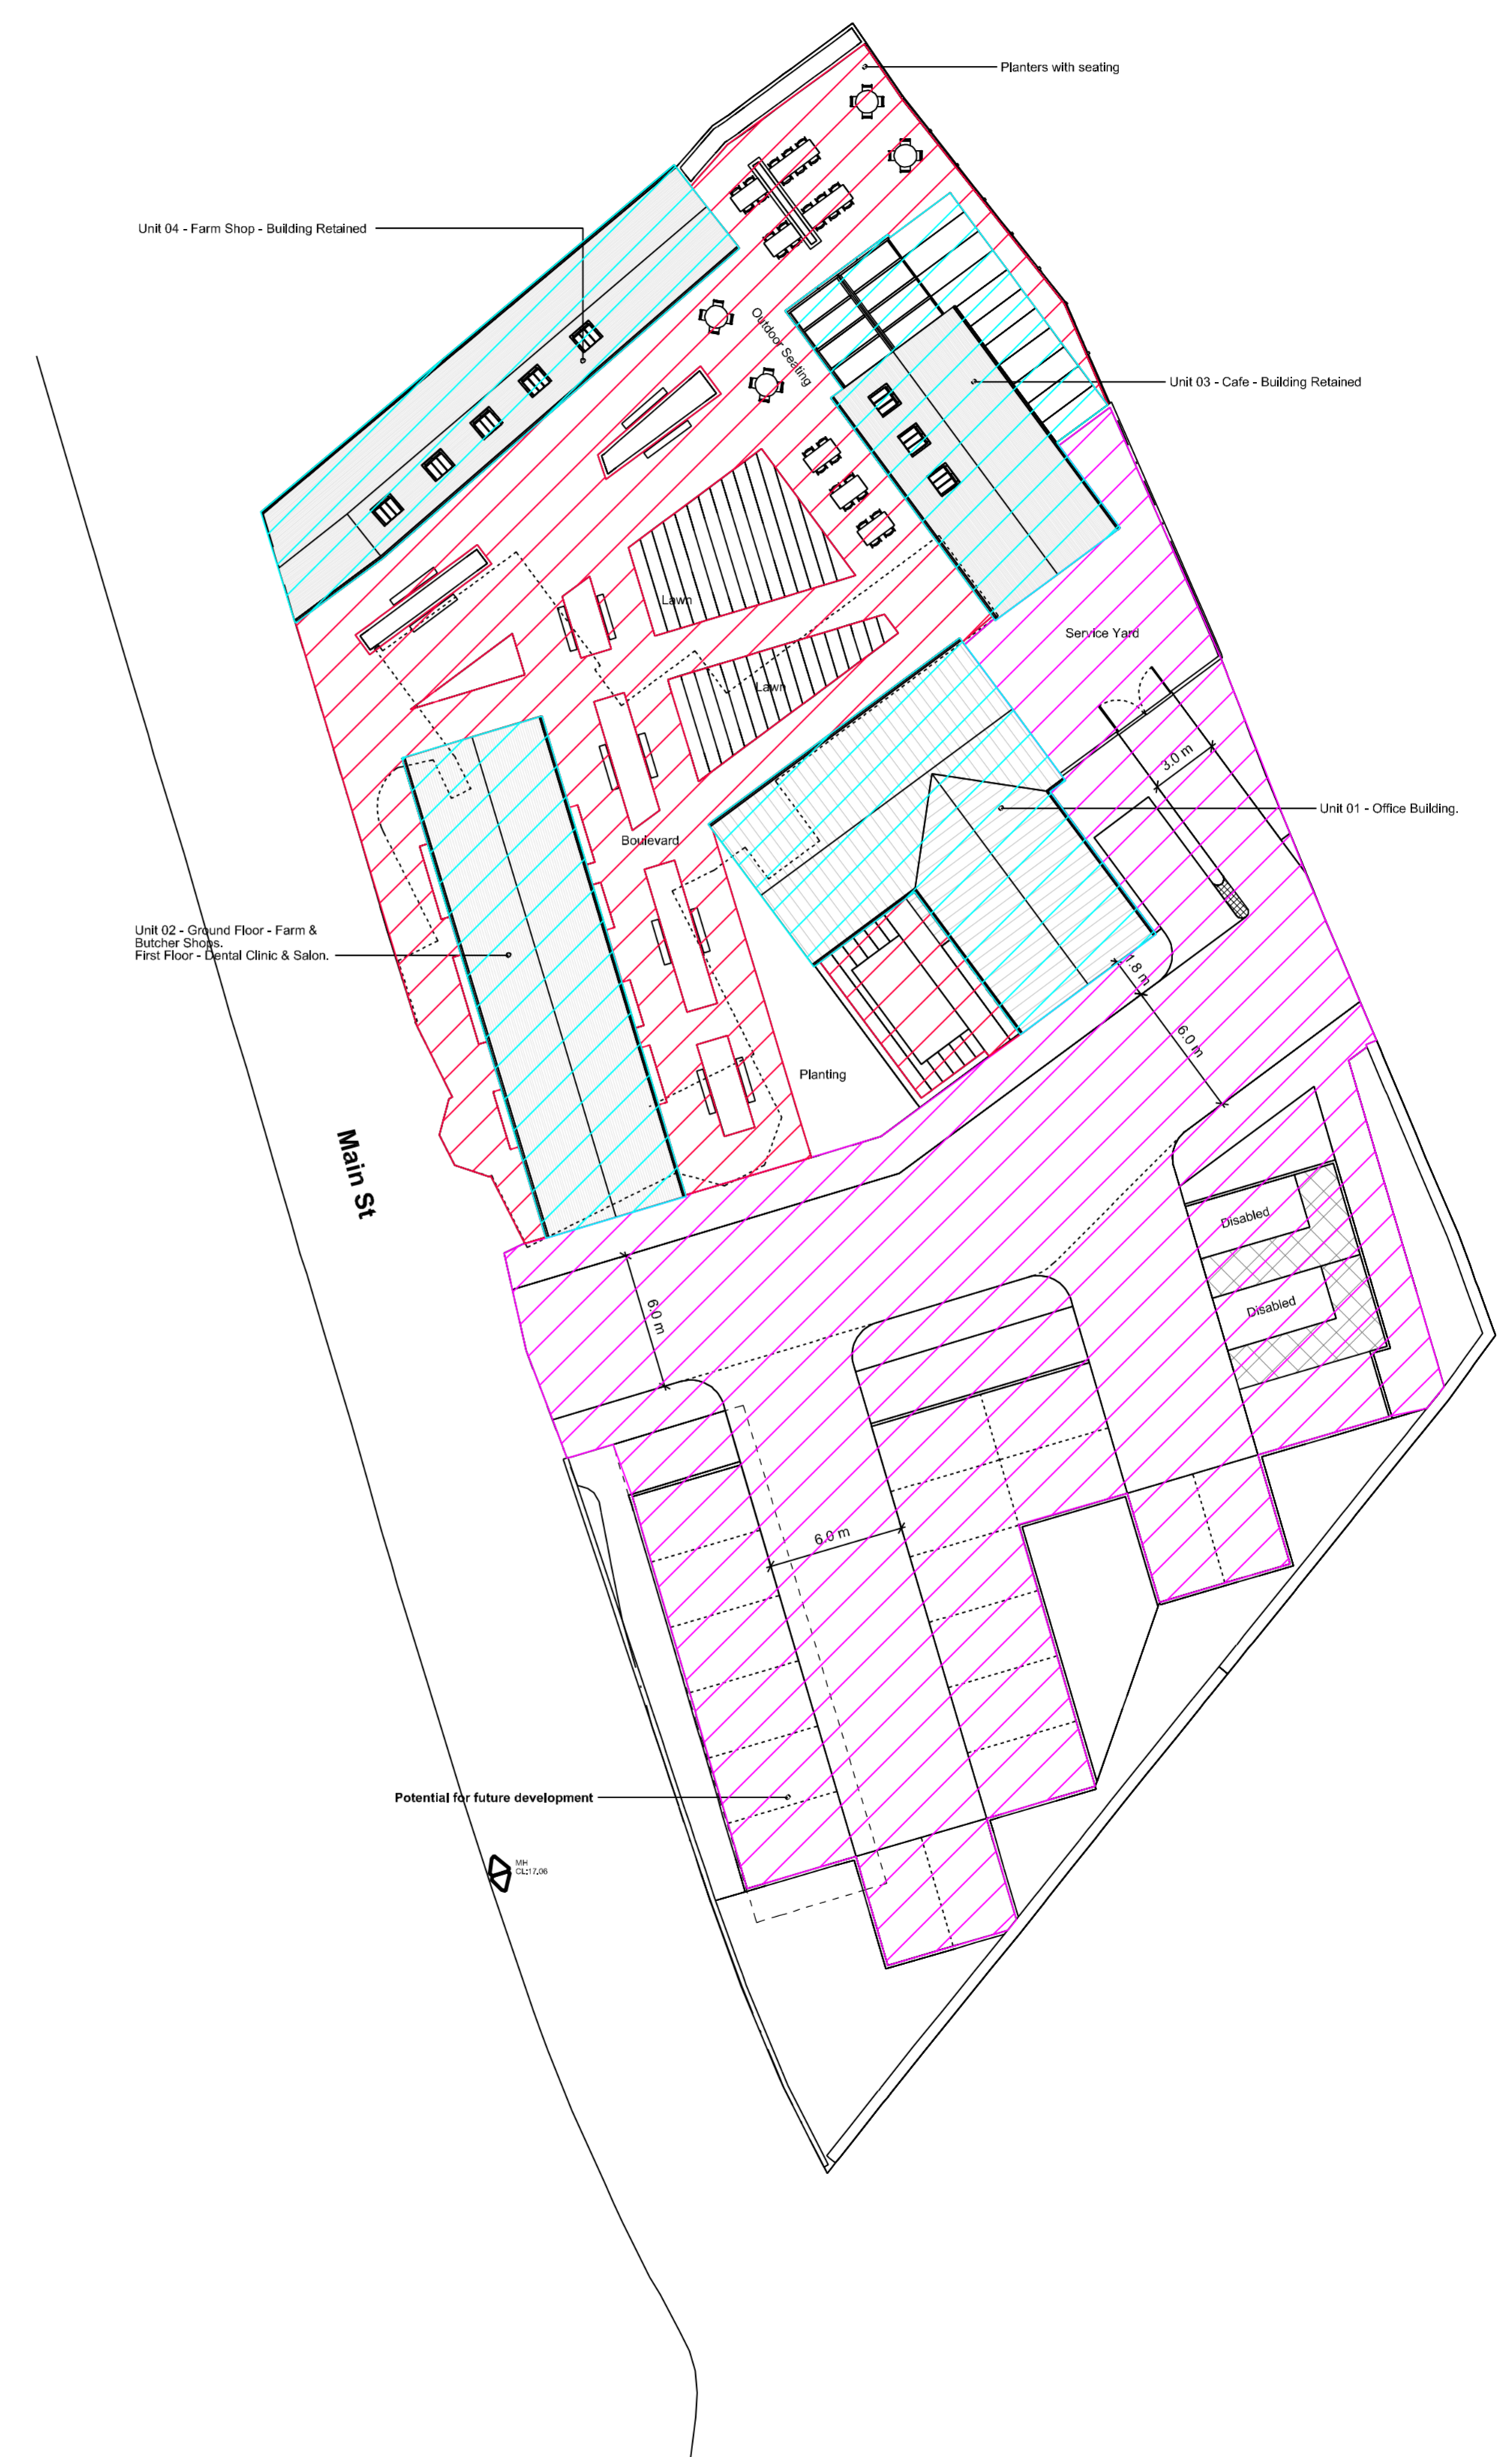 Planters with seating
Unit 04 - Farm Shop - Building Retained
Outdoor Seating
Unit 03 - Cafe - Building Retained
Lawn
Service Yard
Lawn
3.0 m
Unit 01 - Office Building.
Boulevard
Unit 02 - Ground Floor - Farm &
Butcher Shops.
First Floor - Dental Clinic & Salon.
1.8 m
6.0 m
Planting
Main St
Disabled
Disabled
6.0 m
6.0 m
Potential for future development
MH
CL:17.06